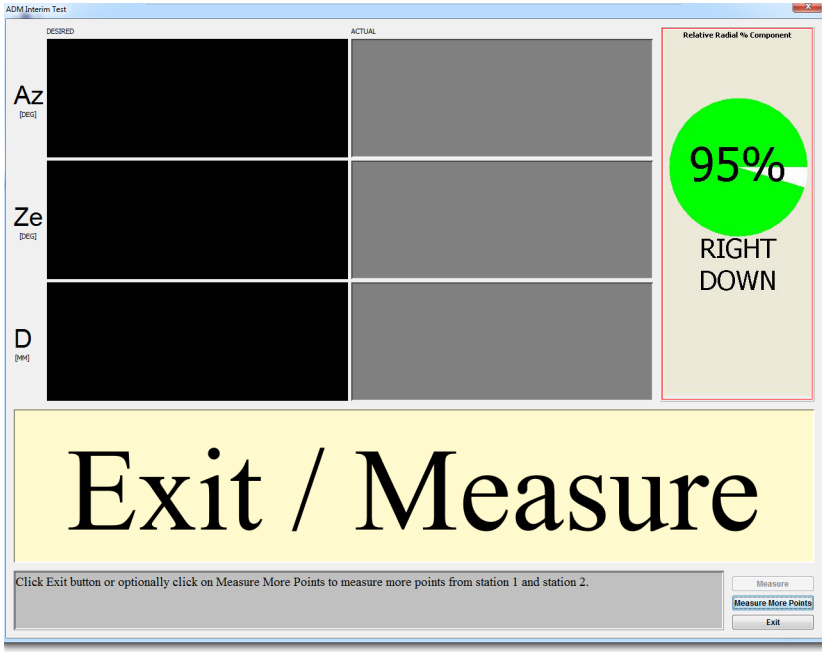 ADM Interim Test
DESIRED
ACTUAL
Relative Radial % Component
Az
[DEG]
95%
Ze
[DEG]
RIGHT
DOWN
D
[MM]
Exit / Measure
Click Exit button or optionally click on Measure More Points to measure more points from station 1 and station 2.
Measure
Measure More Points
Exit